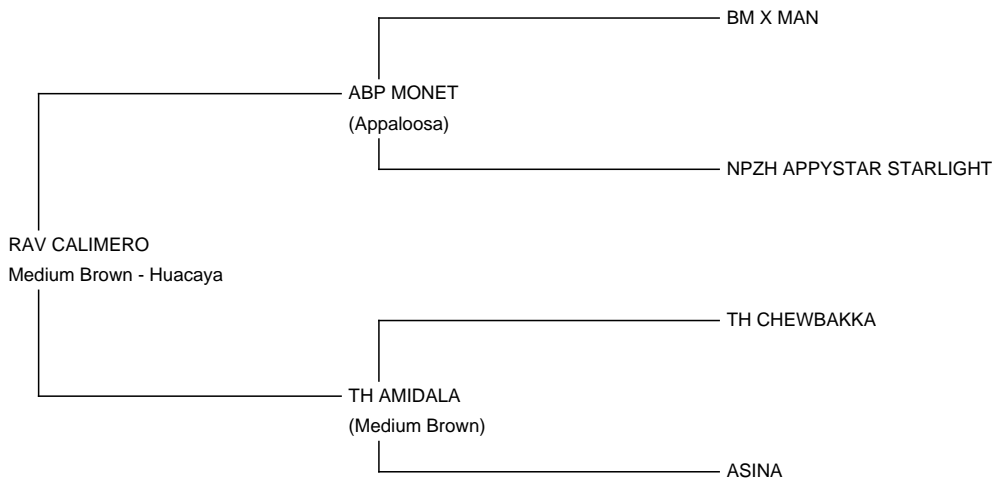 BM X MAN
ABP MONET
(Appaloosa)
NPZH APPYSTAR STARLIGHT
RAV CALIMERO
Medium Brown - Huacaya
TH CHEWBAKKA
TH AMIDALA
(Medium Brown)
ASINA